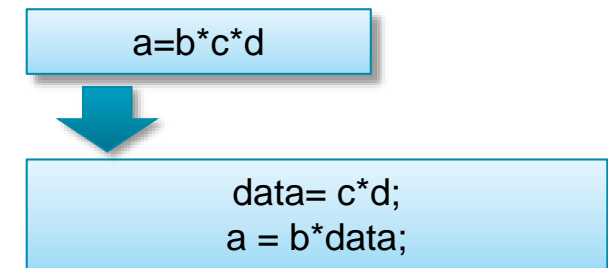 a=b*c*d
data= c*d;
a = b*data;